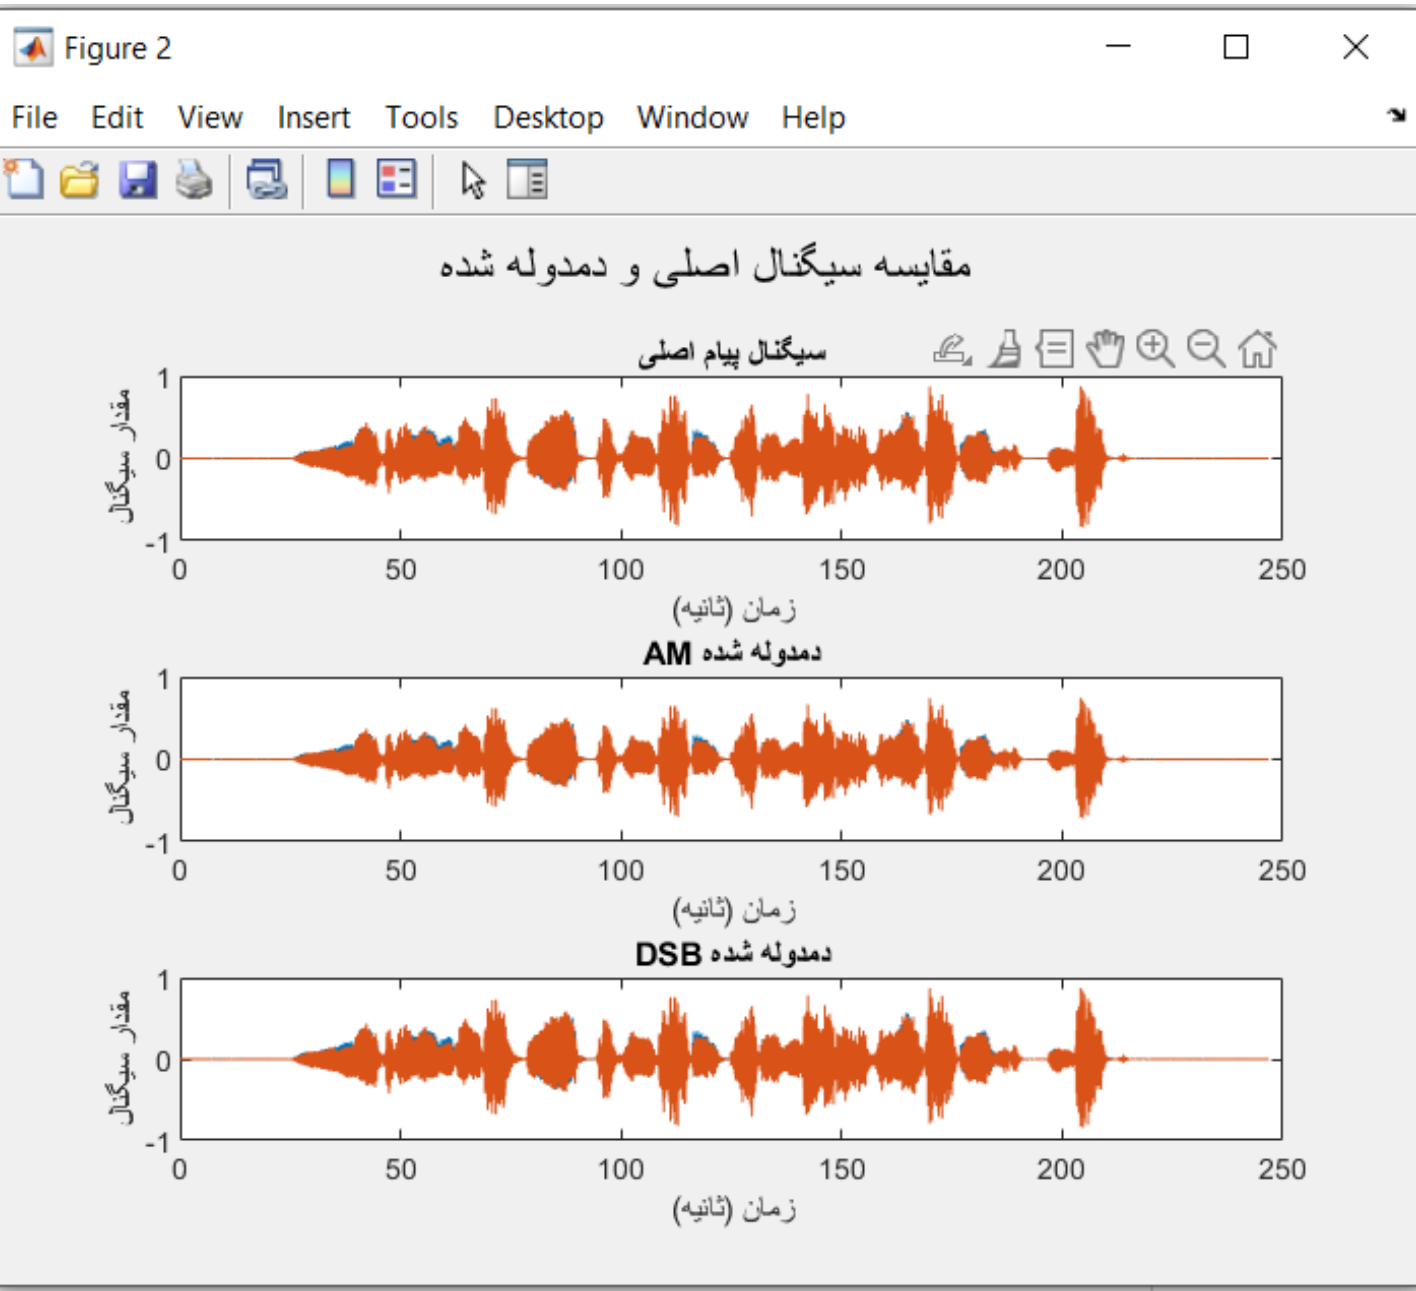 Figure 2
File Edit View Insert Tools Desktop Window Help
مقایسه سیگنال اصلی و دمدوله شده
سیگنال پیام اصلی
مقدار سیگنال
1
0
-1
0 50 100 150 200 250
زمان (ثانیه)
دمدوله شده AM
مقدار سیگنال
1
0
-1
0 50 100 150 200 250
زمان (ثانیه)
دمدوله شده DSB
مقدار سیگنال
1
0
-1
0 50 100 150 200 250
زمان (ثانیه)